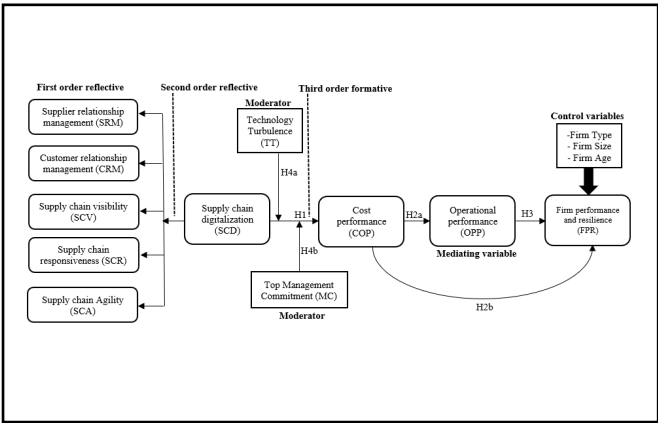 First order reflective
Second order reflective
Third order formative
Supplier relationship
management (SRM)
Customer relationship
management (CRM)
Supply chain visibility
(SCV)
Supply chain
responsiveness (SCR)
Supply chain Agility
(SCA)
Supply chain
digitalization
(SCD)
Moderator
Technology
Turbulence
(TT)
H4a
H1
H4b
Top Management
Commitment (MC)
Moderator
Cost
performance
(COP)
H2a
Operational
performance
(OPP)
Mediating variable
H3
H2b
Control variables
-Firm Type
- Firm Size
- Firm Age
Firm performance
and resilience
(FPR)